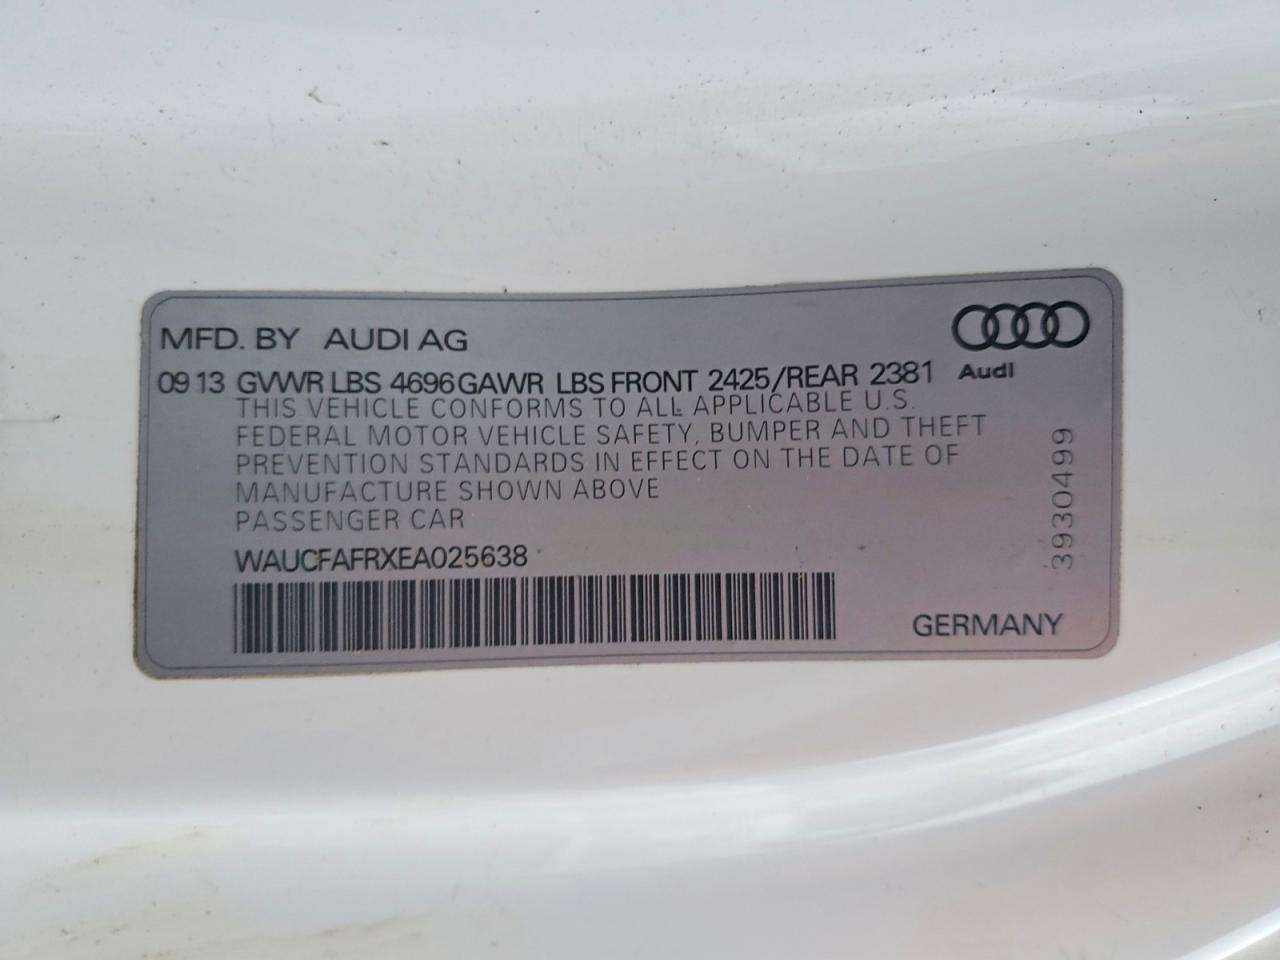 MFD. BY AUDI AG
09 13 GVWR LBS 4696 GAWR LBS FRONT 2425/REAR 2381
Audi
THIS VEHICLE CONFORMS TO ALL APPLICABLE U.S.
FEDERAL MOTOR VEHICLE SAFETY, BUMPER AND THEFT
PREVENTION STANDARDS IN EFFECT ON THE DATE OF
MANUFACTURE SHOWN ABOVE
PASSENGER CAR
WAUCFAFRXEA025638
GERMANY
3930499